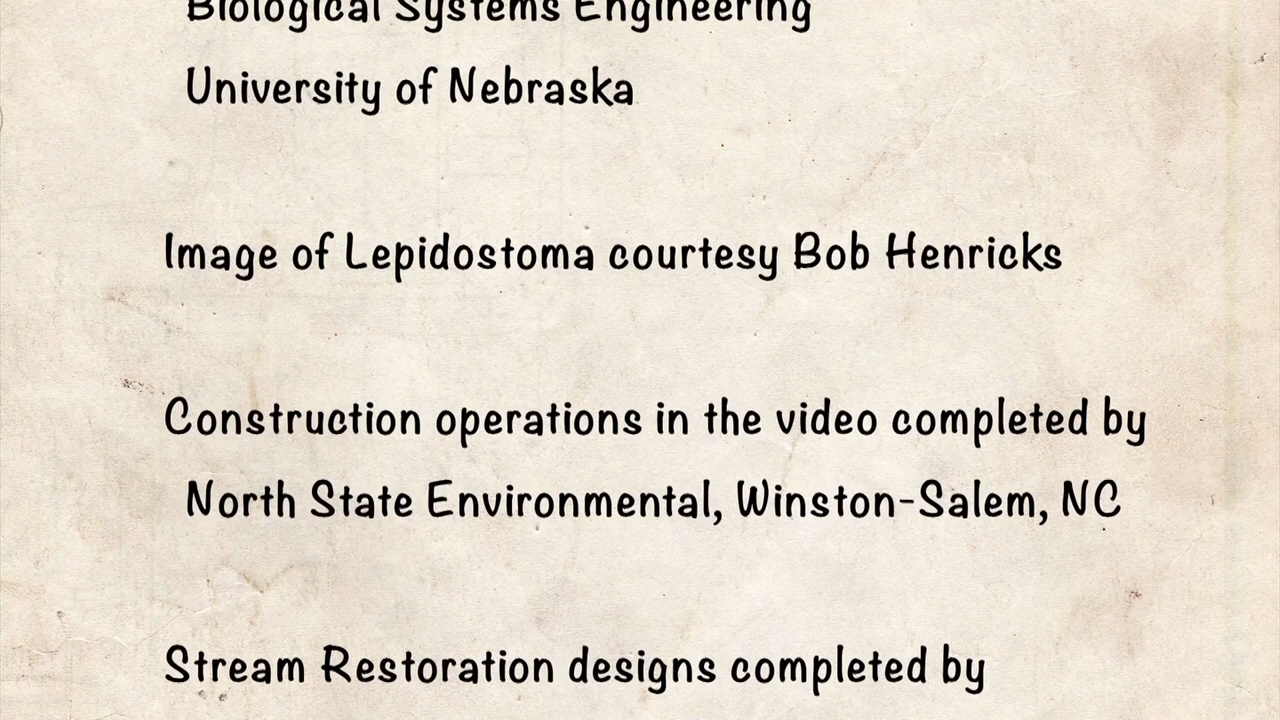 Biological Systems Engineering
University of Nebraska
Image of Lepidostoma courtesy Bob Henricks
Construction operations in the video completed by
North State Environmental, Winston-Salem, NC
Stream Restoration designs completed by